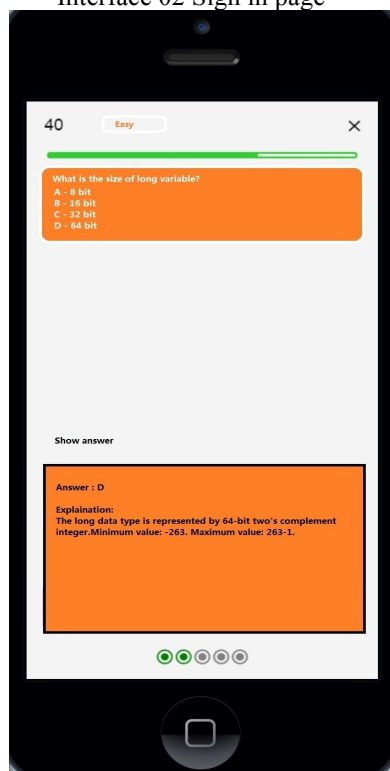 Interface 02 Sign in page
40
Easy
What is the size of long variable?
A - 8 bit
B - 16 bit
C - 32 bit
D - 64 bit
Show answer
Answer : D
Explaination:
The long data type is represented by 64-bit two's complement
integer.Minimum value: -263. Maximum value: 263-1.